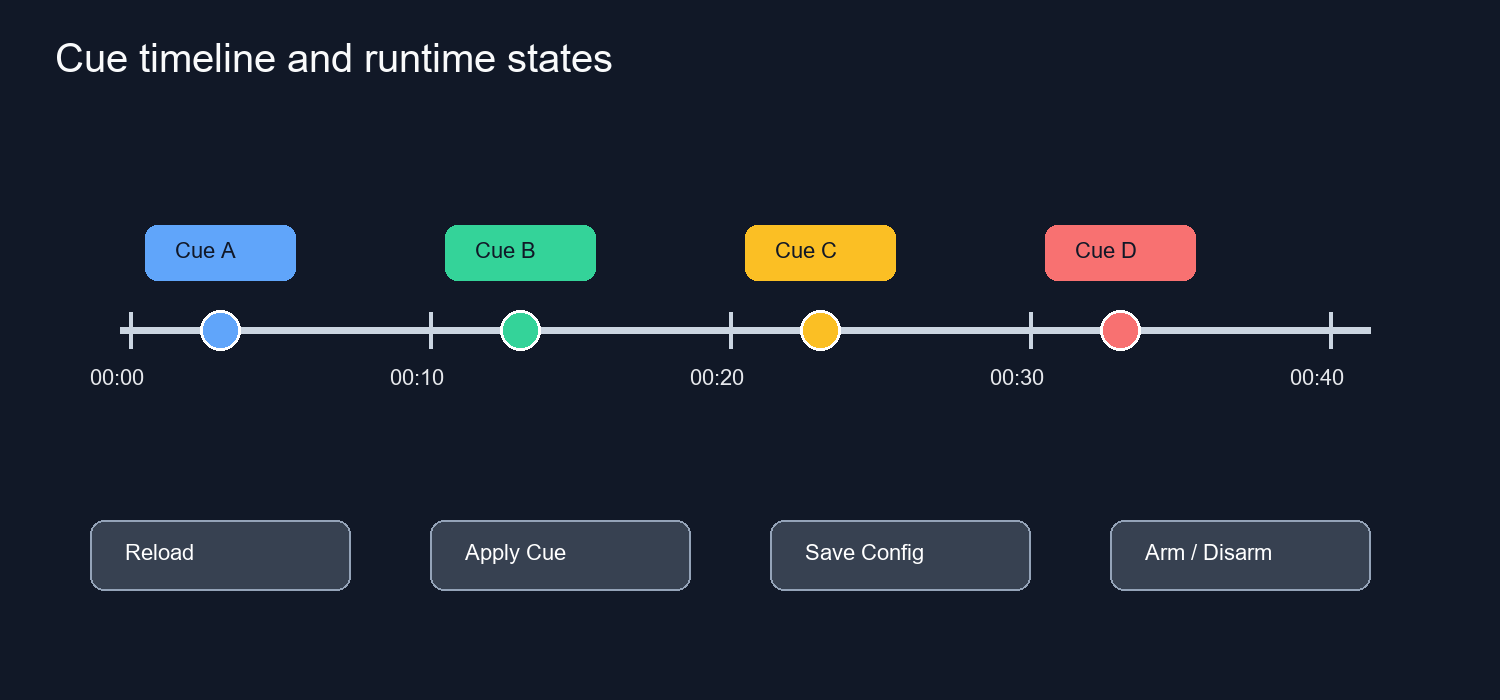 Cue timeline and runtime states
Cue A
Cue B
Cue C
Cue D
00:00
00:10
00:20
00:30
00:40
Reload
Apply Cue
Save Config
Arm / Disarm